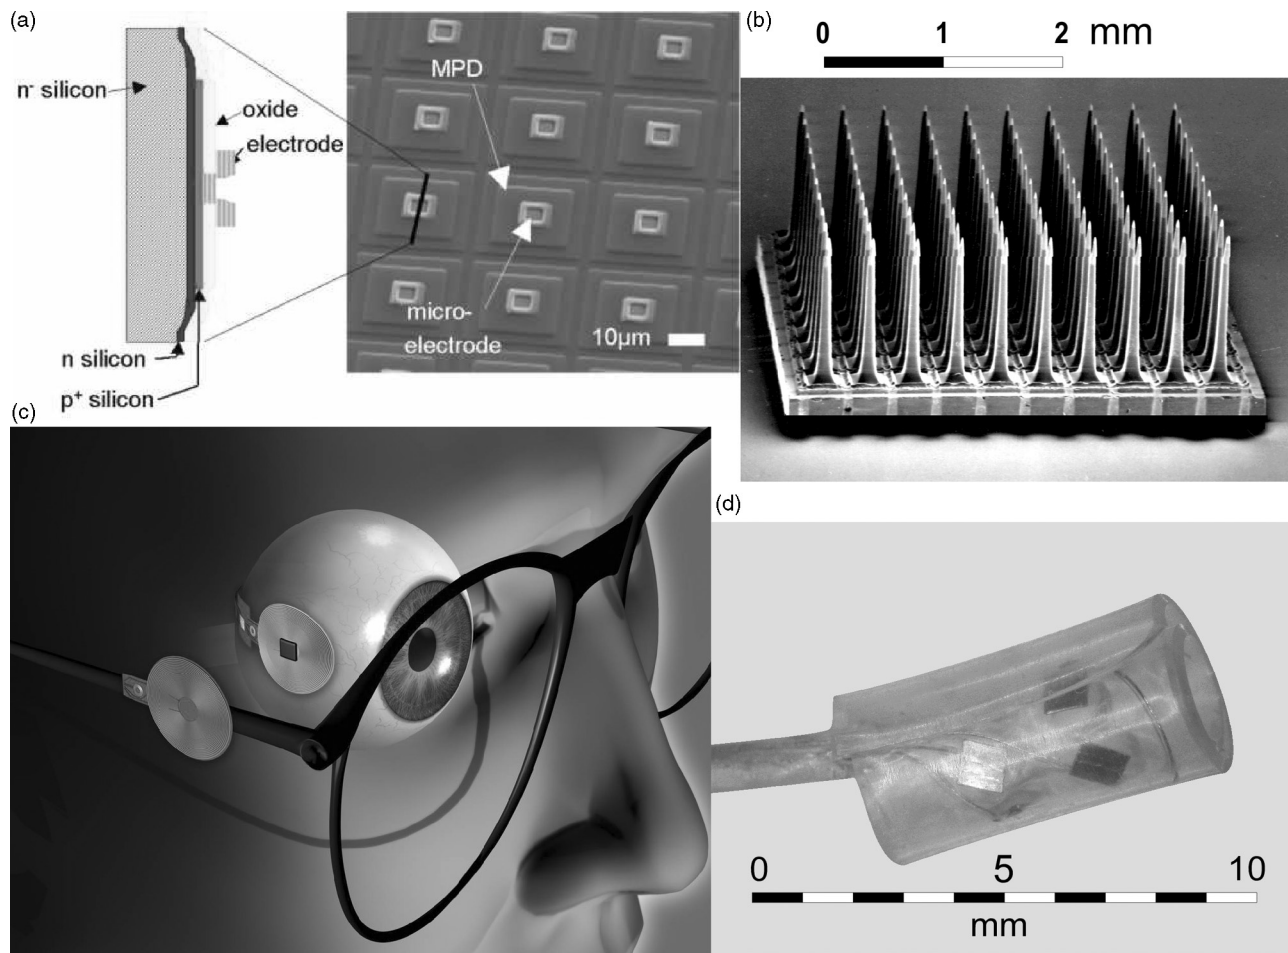 (a)
n⁻ silicon
oxide
electrode
n silicon
p⁺ silicon
MPD
micro-
electrode
10µm
(b)
0 1 2 mm
(c)
(d)
0 5 10
mm